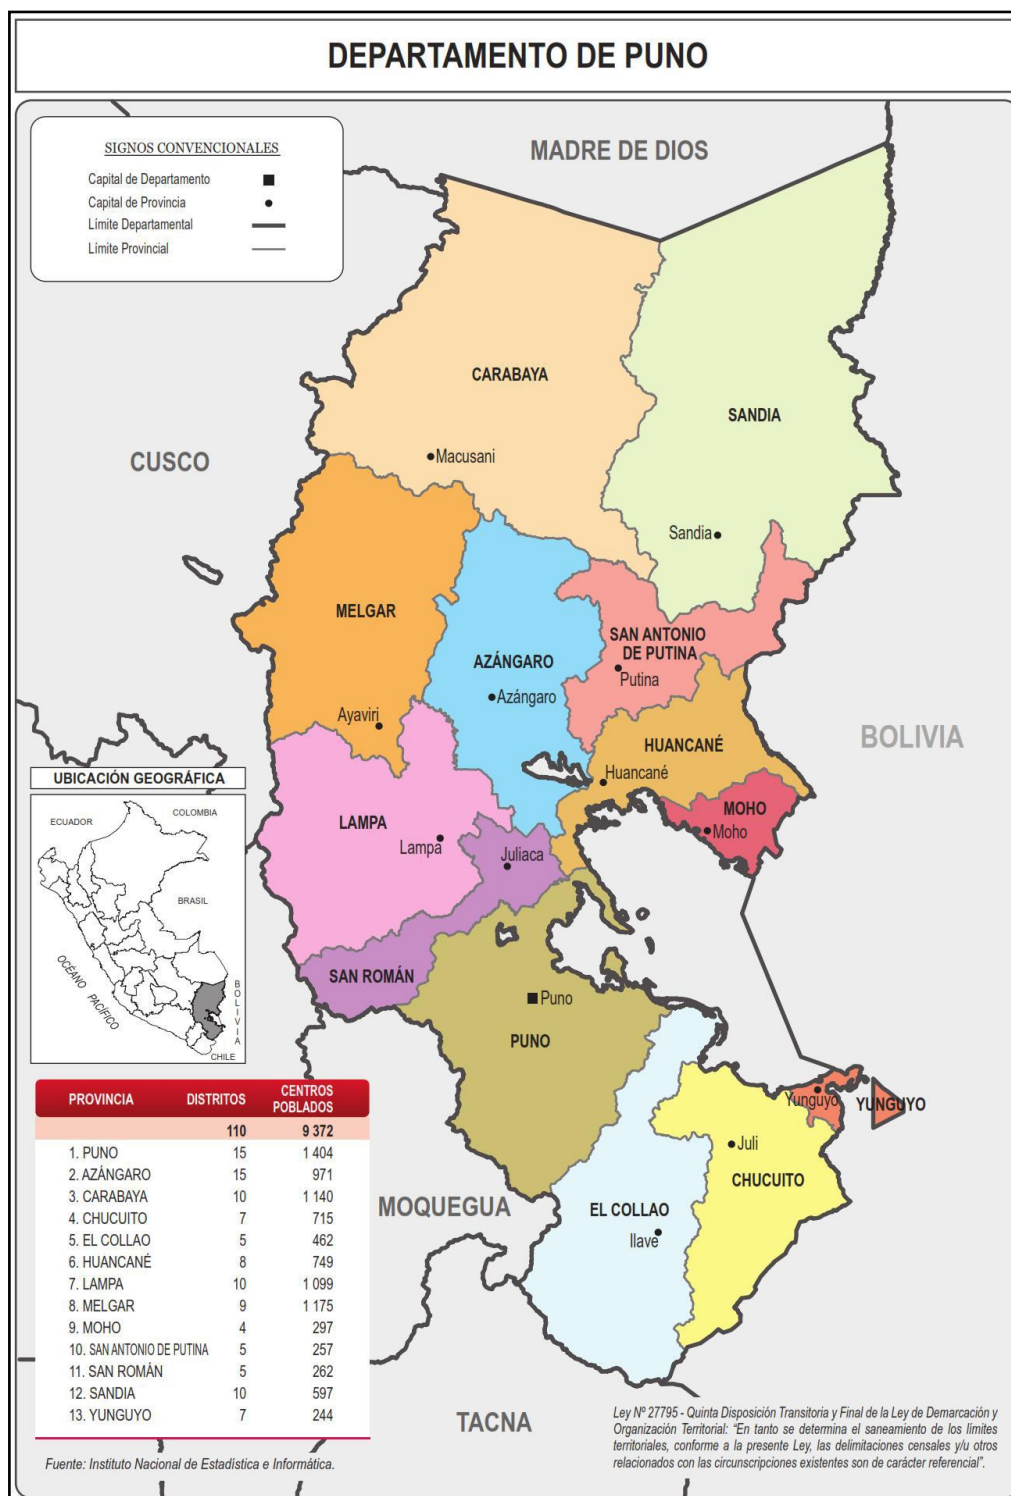 DEPARTAMENTO DE PUNO
SIGNOS CONVENCIONALES
Capital de Departamento
Capital de Provincia
Límite Departamental
Límite Provincial
MADRE DE DIOS
CARABAYA
SANDIA
CUSCO
Macusani
Sandia
MELGAR
SAN ANTONIO
DE PUTINA
AZÁNGARO
Putina
Azángaro
Ayaviri
HUANCANÉ
BOLIVIA
Huancané
MOHO
Moho
LAMPA
Lampa
Juliaca
SAN ROMÁN
Puno
PUNO
Yunguyo
YUNGUYO
Juli
CHUCUITO
MOQUEGUA
EL COLLAO
Ilave
TACNA
UBICACIÓN GEOGRÁFICA
ECUADOR
COLOMBIA
BRASIL
OCÉANO PACÍFICO
BOLIVIA
CHILE
PROVINCIA DISTRITOS CENTROS POBLADOS
110 9 372
1. PUNO 15 1 404
2. AZÁNGARO 15 971
3. CARABAYA 10 1 140
4. CHUCUITO 7 715
5. EL COLLAO 5 462
6. HUANCANÉ 8 749
7. LAMPA 10 1 099
8. MELGAR 9 1 175
9. MOHO 4 297
10. SAN ANTONIO DE PUTINA 5 257
11. SAN ROMÁN 5 262
12. SANDIA 10 597
13. YUNGUYO 7 244
Fuente: Instituto Nacional de Estadística e Informática.
Ley Nº 27795 - Quinta Disposición Transitoria y Final de la Ley de Demarcación y
Organización Territorial: “En tanto se determina el saneamiento de los límites
territoriales, conforme a la presente Ley, las delimitaciones censales y/u otros
relacionados con las circunscripciones existentes son de carácter referencial”.